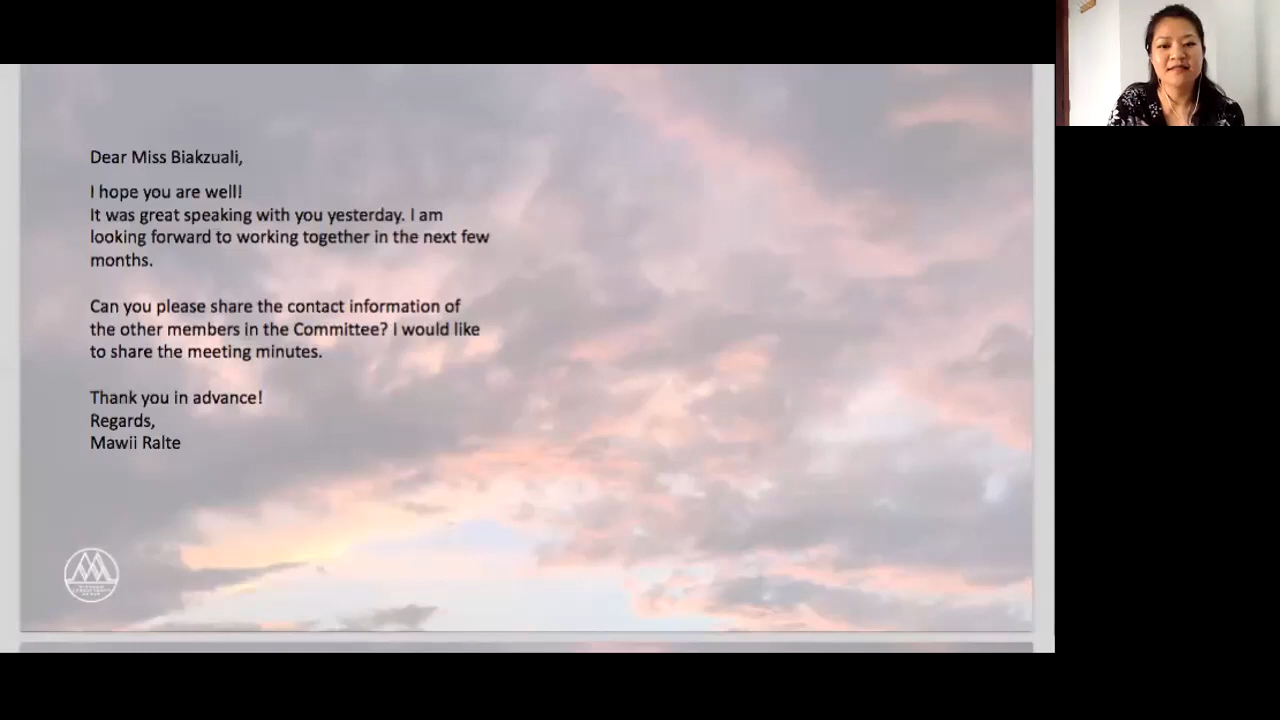 Dear Miss Biakzuali,
I hope you are well!
It was great speaking with you yesterday. I am
looking forward to working together in the next few
months.
Can you please share the contact information of
the other members in the Committee? I would like
to share the meeting minutes.
Thank you in advance!
Regards,
Mawii Ralte